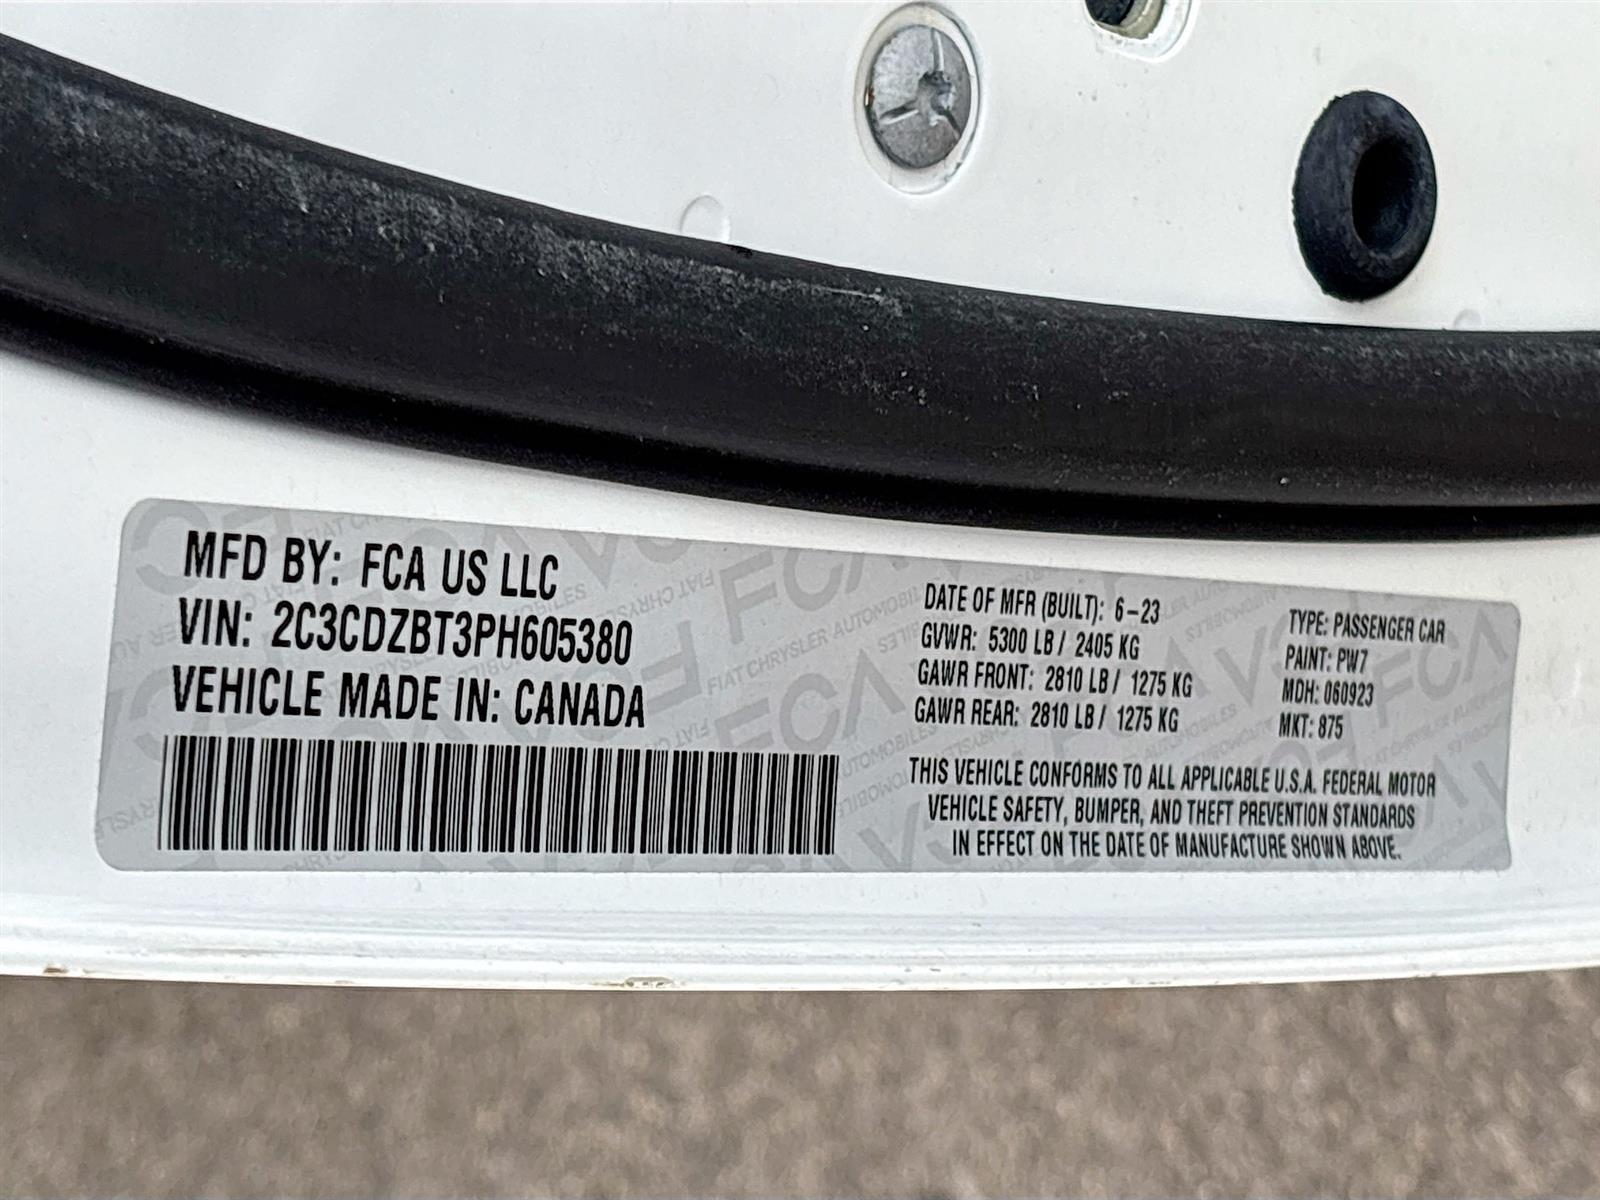 MFD BY: FCA US LLC
VIN: 2C3CDZBT3PH605380
VEHICLE MADE IN: CANADA
DATE OF MFR (BUILT): 6-23
GVWR: 5300 LB / 2405 KG
GAWR FRONT: 2810 LB / 1275 KG
GAWR REAR: 2810 LB / 1275 KG
TYPE: PASSENGER CAR
PAINT: PW7
MDH: 060923
MKT: 875
THIS VEHICLE CONFORMS TO ALL APPLICABLE U.S.A. FEDERAL MOTOR
VEHICLE SAFETY, BUMPER, AND THEFT PREVENTION STANDARDS
IN EFFECT ON THE DATE OF MANUFACTURE SHOWN ABOVE.